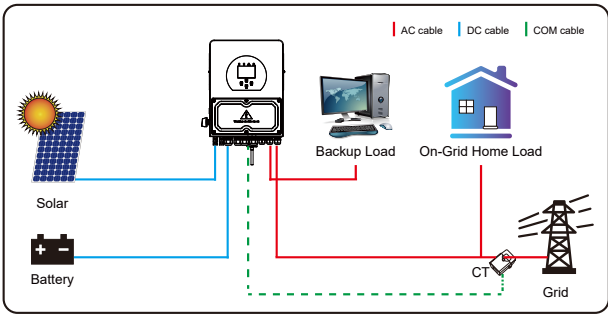 AC cable
DC cable
COM cable
Backup Load
On-Grid Home Load
Solar
Battery
CT
Grid